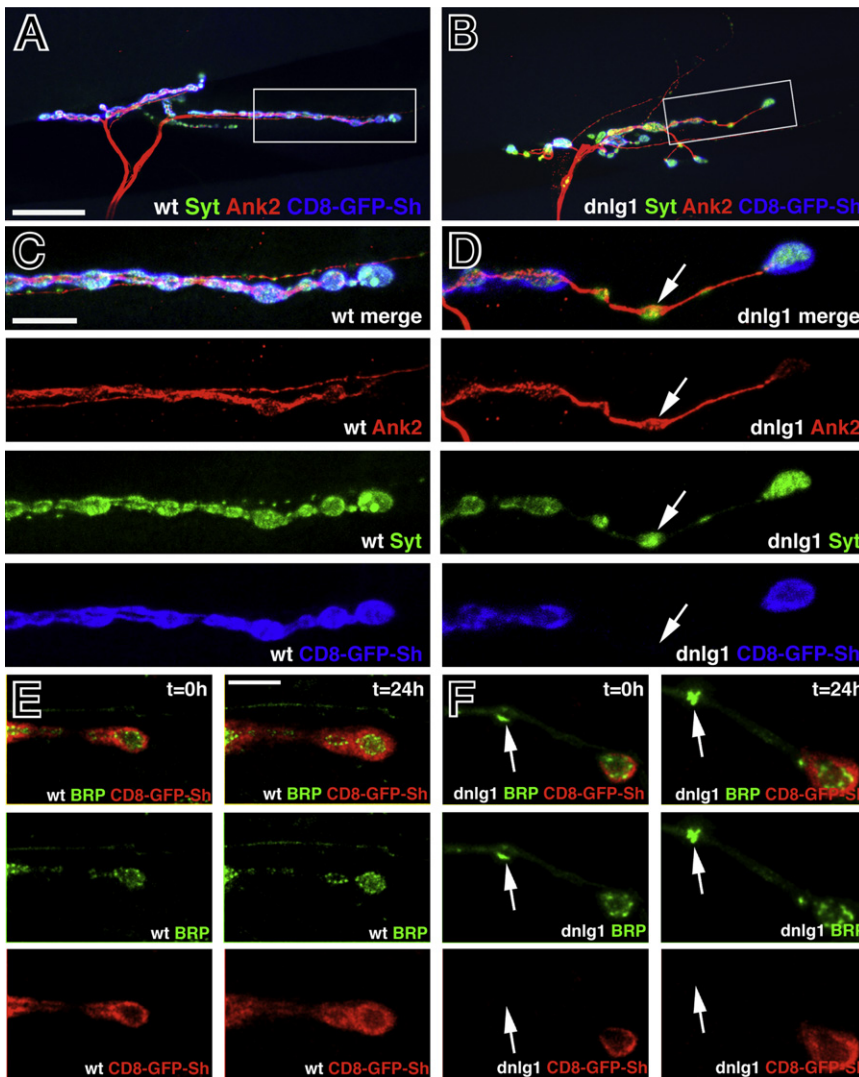 A
wt Syt Ank2 CD8-GFP-Sh
B
dnlg1 Syt Ank2 CD8-GFP-Sh
C
wt merge
D
dnlg1 merge
wt Ank2
dnlg1 Ank2
wt Syt
dnlg1 Syt
wt CD8-GFP-Sh
dnlg1 CD8-GFP-Sh
E
t=0h
t=24h
F
t=0h
t=24h
wt BRP CD8-GFP-Sh
wt BRP CD8-GFP-Sh
dnlg1 BRP CD8-GFP-Sh
dnlg1 BRP CD8-GFP-Sh
wt BRP
wt BRP
dnlg1 BRP
dnlg1 BRP
wt CD8-GFP-Sh
wt CD8-GFP-Sh
dnlg1 CD8-GFP-Sh
dnlg1 CD8-GFP-Sh